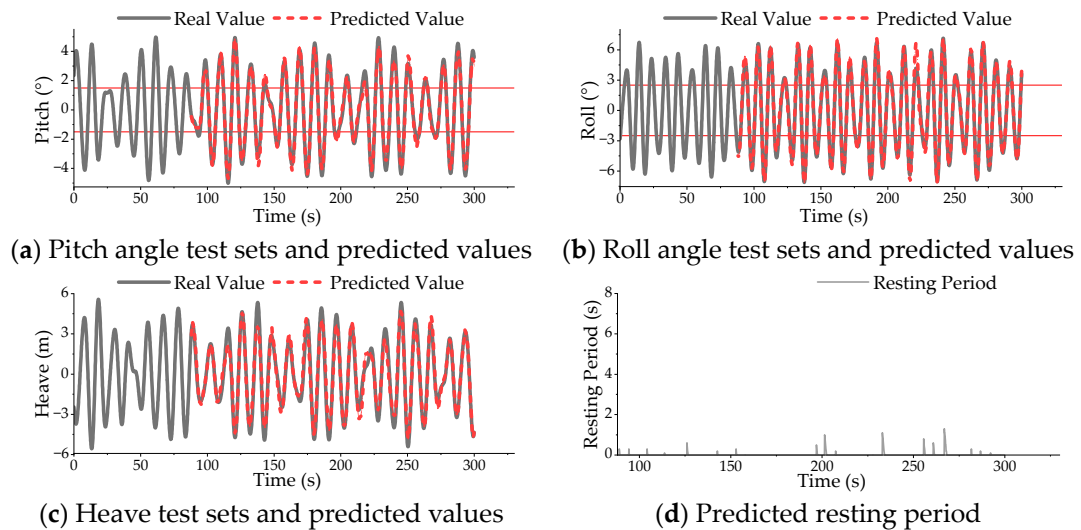 Real Value Predicted Value
4
2
0
−2
−4
Pitch (°)
0 50 100 150 200 250 300
Time (s)
(a) Pitch angle test sets and predicted values
Real Value Predicted Value
6
3
0
−3
−6
Roll (°)
0 50 100 150 200 250 300
Time (s)
(b) Roll angle test sets and predicted values
Real Value Predicted Value
6
3
0
−3
−6
Heave (m)
0 50 100 150 200 250 300
Time (s)
(c) Heave test sets and predicted values
Resting Period
8
6
4
2
0
Resting Period (s)
100 150 200 250 300
Time (s)
(d) Predicted resting period